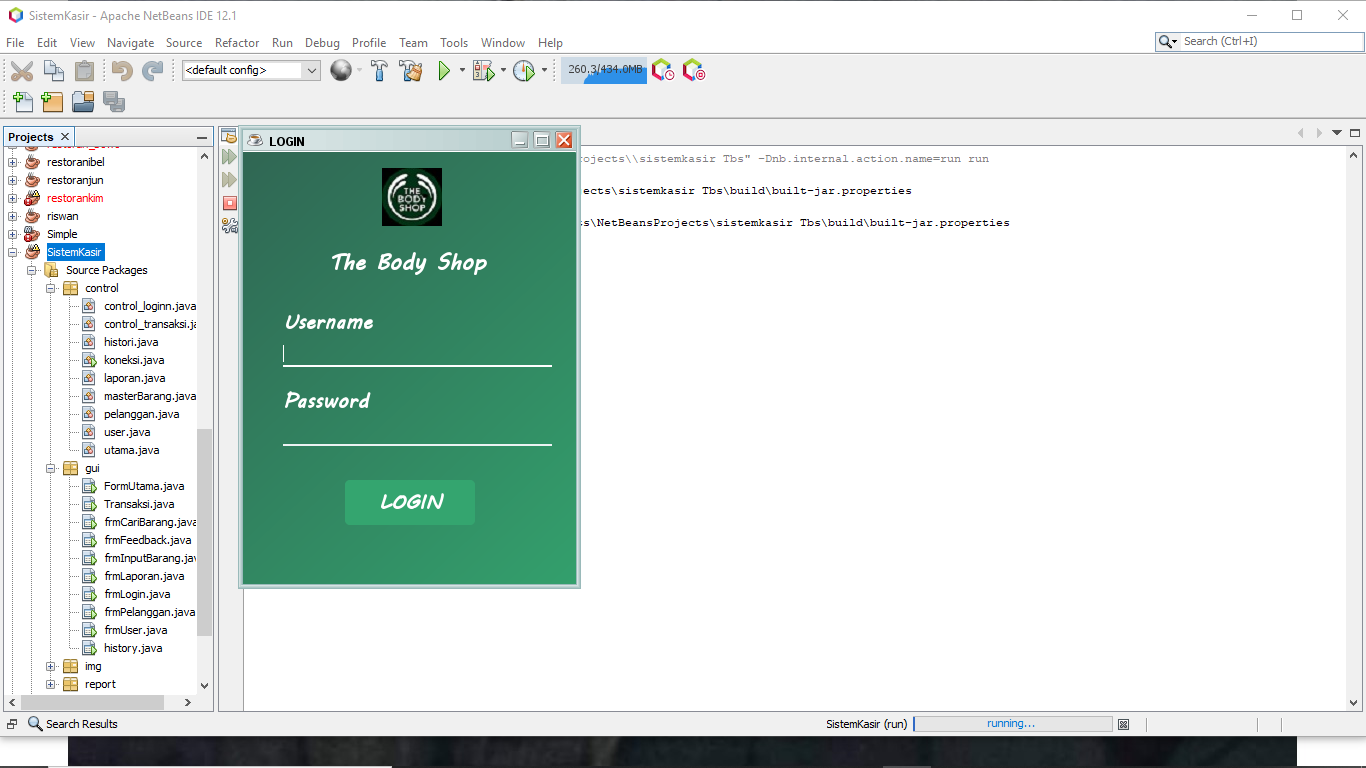 SistemKasir - Apache NetBeans IDE 12.1
File Edit View Navigate Source Refactor Run Debug Profile Team Tools Window Help
Search (Ctrl+I)
<default config>
260.3/434.0MB
Projects
restoranibel
restoranjun
restorankim
riswan
Simple
SistemKasir
Source Packages
control
control_loginn.java
control_transaksi.ja
histori.java
koneksi.java
laporan.java
masterBarang.java
pelanggan.java
user.java
utama.java
gui
FormUtama.java
Transaksi.java
frmCariBarang.java
frmFeedback.java
frmInputBarang.java
frmLaporan.java
frmLogin.java
frmPelanggan.java
frmUser.java
history.java
img
report
LOGIN
THE BODY SHOP
The Body Shop
Username
Password
LOGIN
rojects\\sistemkasir Tbs" -Dnb.internal.action.name=run run
ects\sistemkasir Tbs\build\built-jar.properties
s\NetBeansProjects\sistemkasir Tbs\build\built-jar.properties
Search Results
SistemKasir (run)
running...